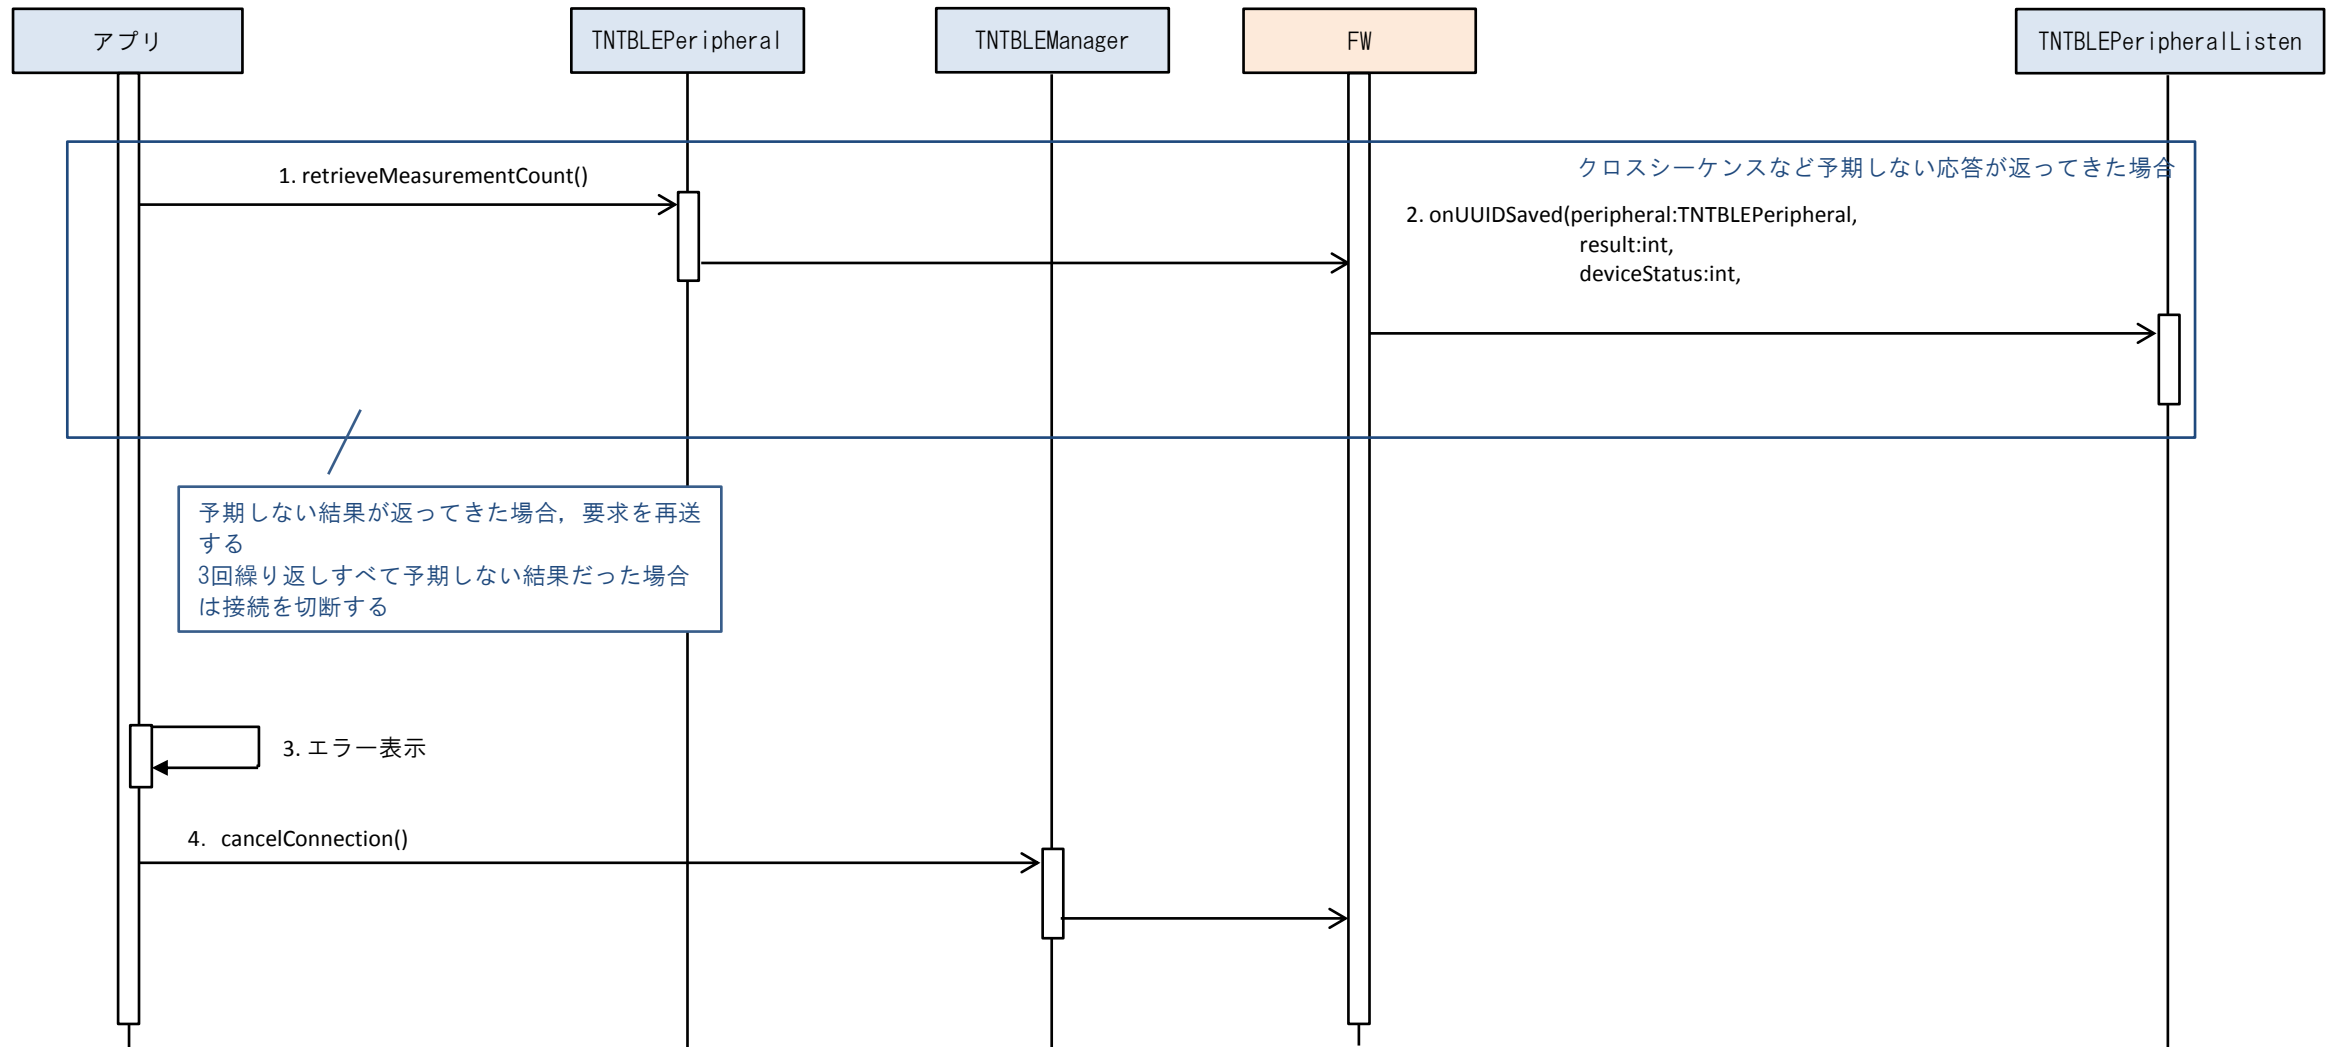 アプリ
TNTBLEPeripheral
TNTBLEManager
FW
TNTBLEPeripheralListen
クロスシーケンスなど予期しない応答が返ってきた場合
1. retrieveMeasurementCount()
2. onUUIDSaved(peripheral:TNTBLEPeripheral,
result:int,
deviceStatus:int,
予期しない結果が返ってきた場合，要求を再送
する
3回繰り返しすべて予期しない結果だった場合
は接続を切断する
3. エラー表示
4. cancelConnection()